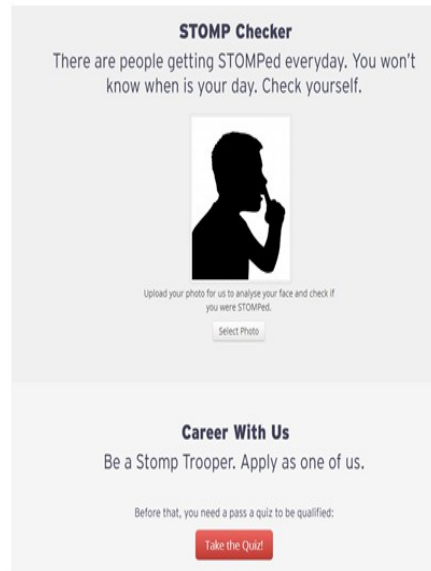 STOMP Checker
There are people getting STOMPed everyday. You won't
know when is your day. Check yourself.
Upload your photo for us to analyse your face and check if
you were STOMPed.
Select Photo
Career With Us
Be a Stomp Trooper. Apply as one of us.
Before that, you need a pass a quiz to be qualified:
Take the Quiz!